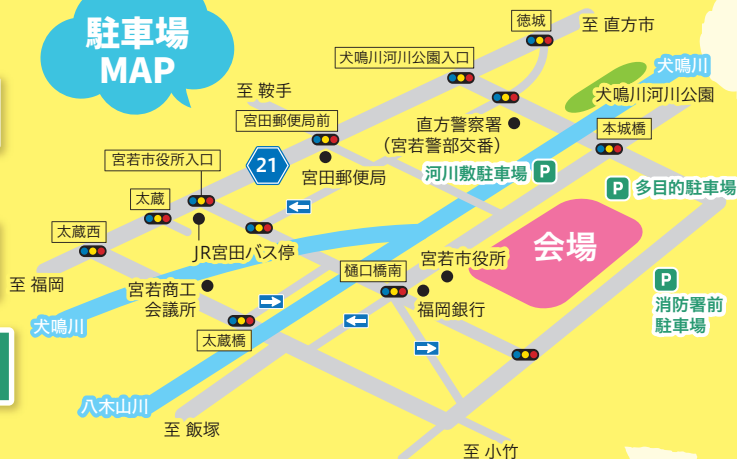 駐車場
MAP
徳城
至 直方市
犬鳴川河川公園入口
犬鳴川
至 鞍手
犬鳴川河川公園
宮田郵便局前
直方警察署
（宮若警部交番）
本城橋
宮若市役所入口
21
宮田郵便局
河川敷駐車場 P
P 多目的駐車場
太蔵
太蔵西
会場
JR宮田バス停
樋口橋南
宮若市役所
至 福岡
宮若商工
会議所
福岡銀行
P
消防署前
駐車場
犬鳴川
太蔵橋
八木山川
至 飯塚
至 小竹